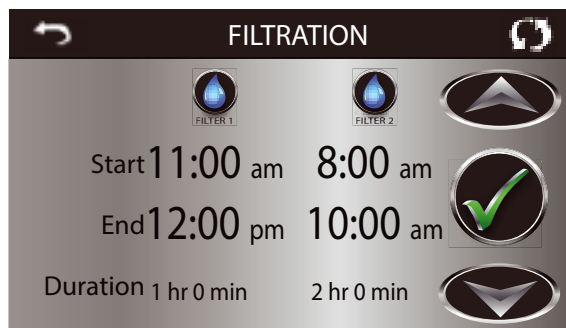 FILTRATION
FILTER 1 FILTER 2
Start 11:00 am 8:00 am
End 12:00 pm 10:00 am
Duration 1 hr 0 min 2 hr 0 min